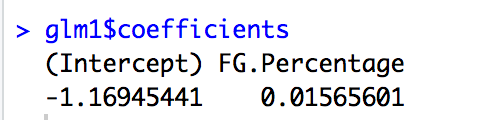 > glm1$coefficients
(Intercept) FG.Percentage
-1.16945441 0.01565601